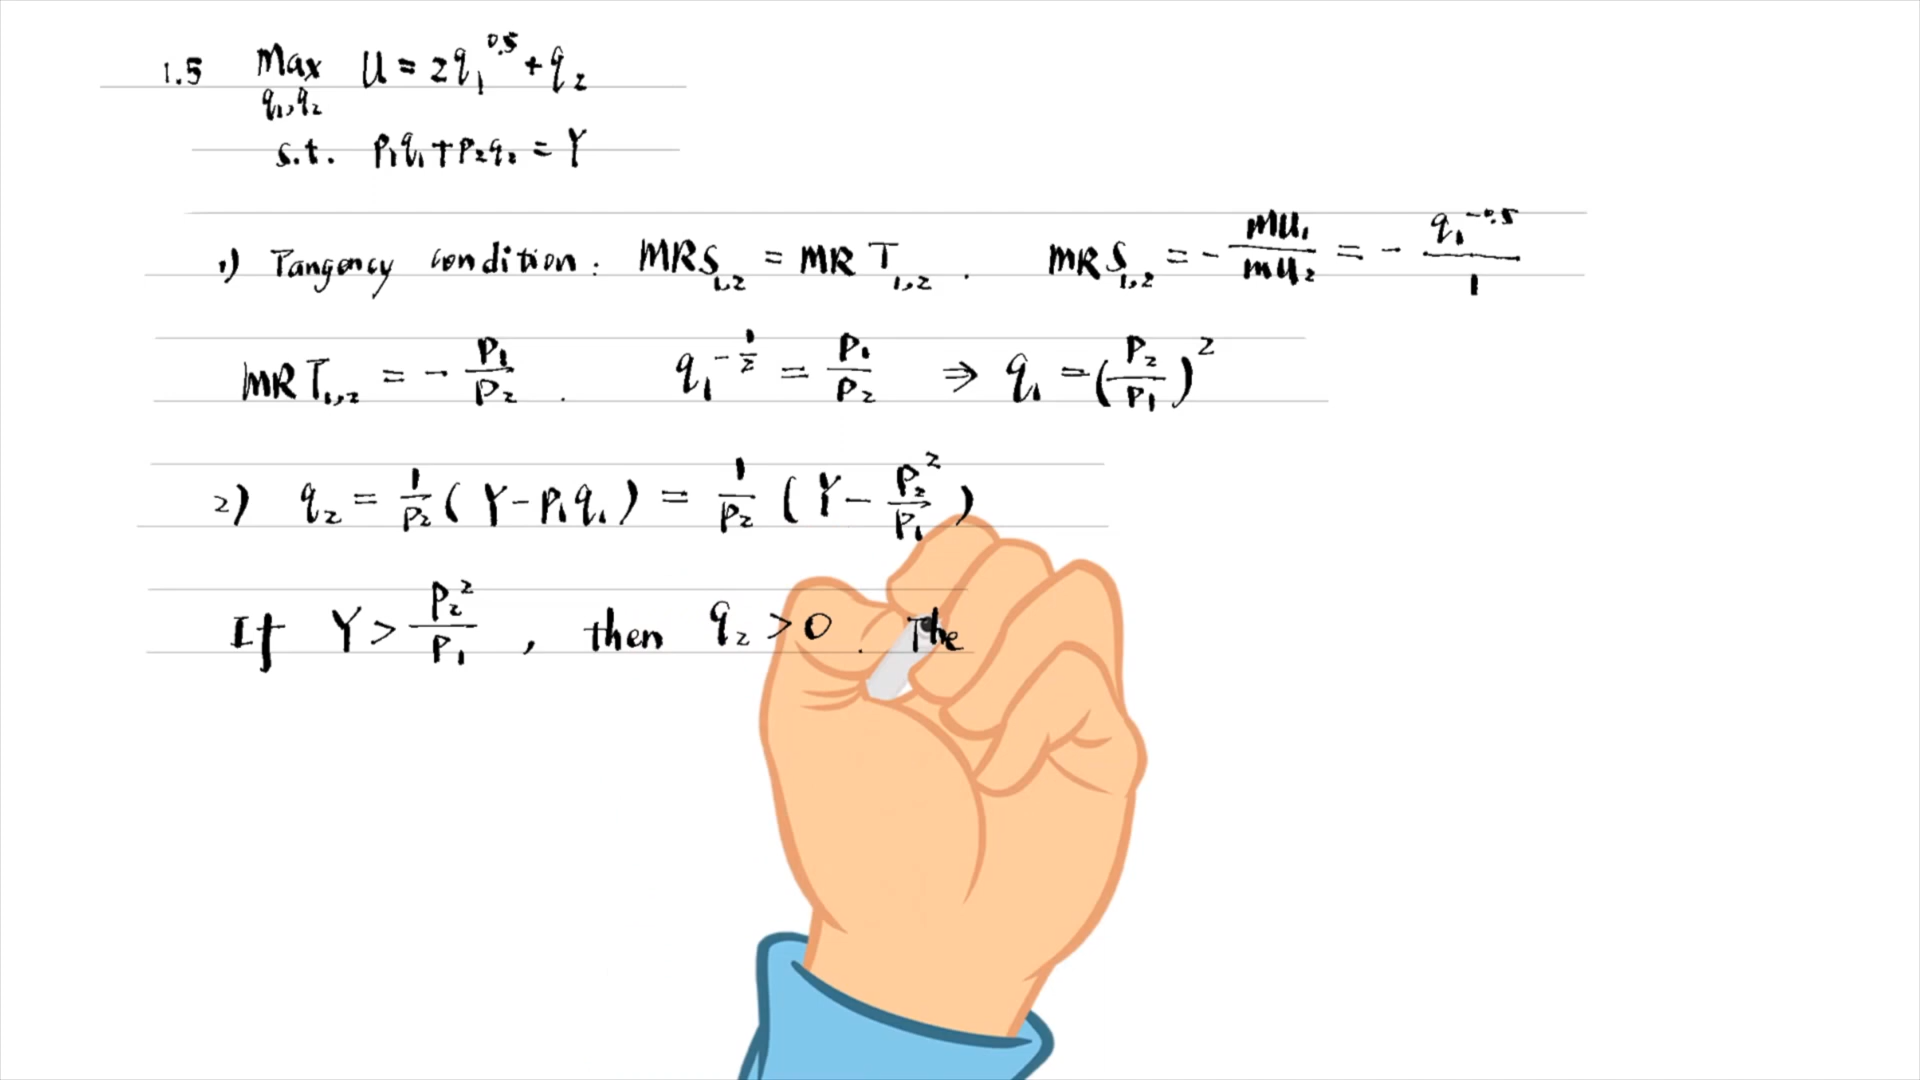 1.5 Max U = 2q₁^0.5 + q₂
q₁,q₂
s.t. p₁q₁ + p₂q₂ = Y
1) Tangency condition: MRS₁,₂ = MRT₁,₂ . MRS₁,₂ = - MU₁/MU₂ = - q₁^-0.5/1
MRT₁,₂ = - P₁/P₂ . q₁^-1/2 = P₁/P₂ ⇒ q₁ = (P₂/P₁)²
2) q₂ = 1/P₂ ( Y - P₁q₁ ) = 1/P₂ ( Y - P₂²/P₁ )
If Y > P₂²/P₁ , then q₂ > 0 . The